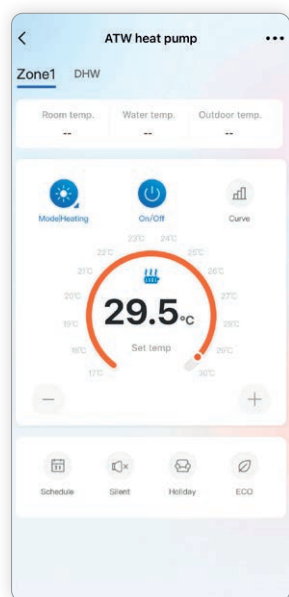 ATW heat pump
Zone1 DHW
Room temp. Water temp. Outdoor temp.
-- -- --
Mode|Heating On/Off Curve
23°C 24°C
22°C 25°C
21°C 26°C
20°C 27°C
19°C 28°C
18°C 29°C
17°C 30°C
29.5°C
Set temp
Schedule Silent Holiday ECO